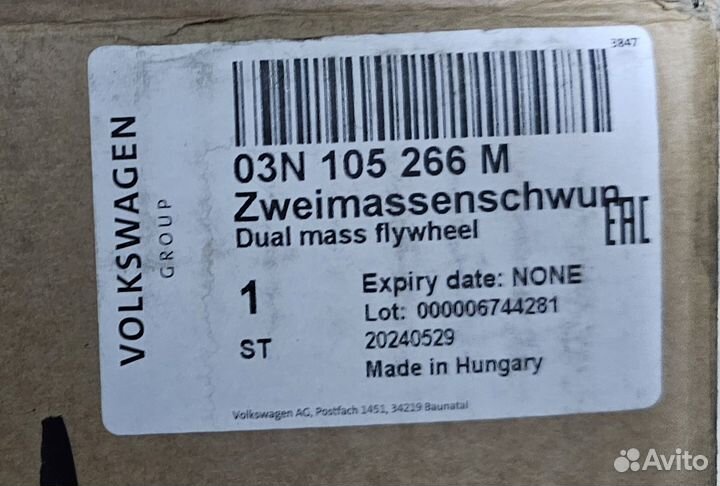 3847
VOLKSWAGEN
GROUP
03N 105 266 M
Zweimassenschwun
Dual mass flywheel
EAC
1
ST
Expiry date: NONE
Lot: 000006744281
20240529
Made in Hungary
Volkswagen AG, Postfach 1451, 34219 Baunatal
Avito